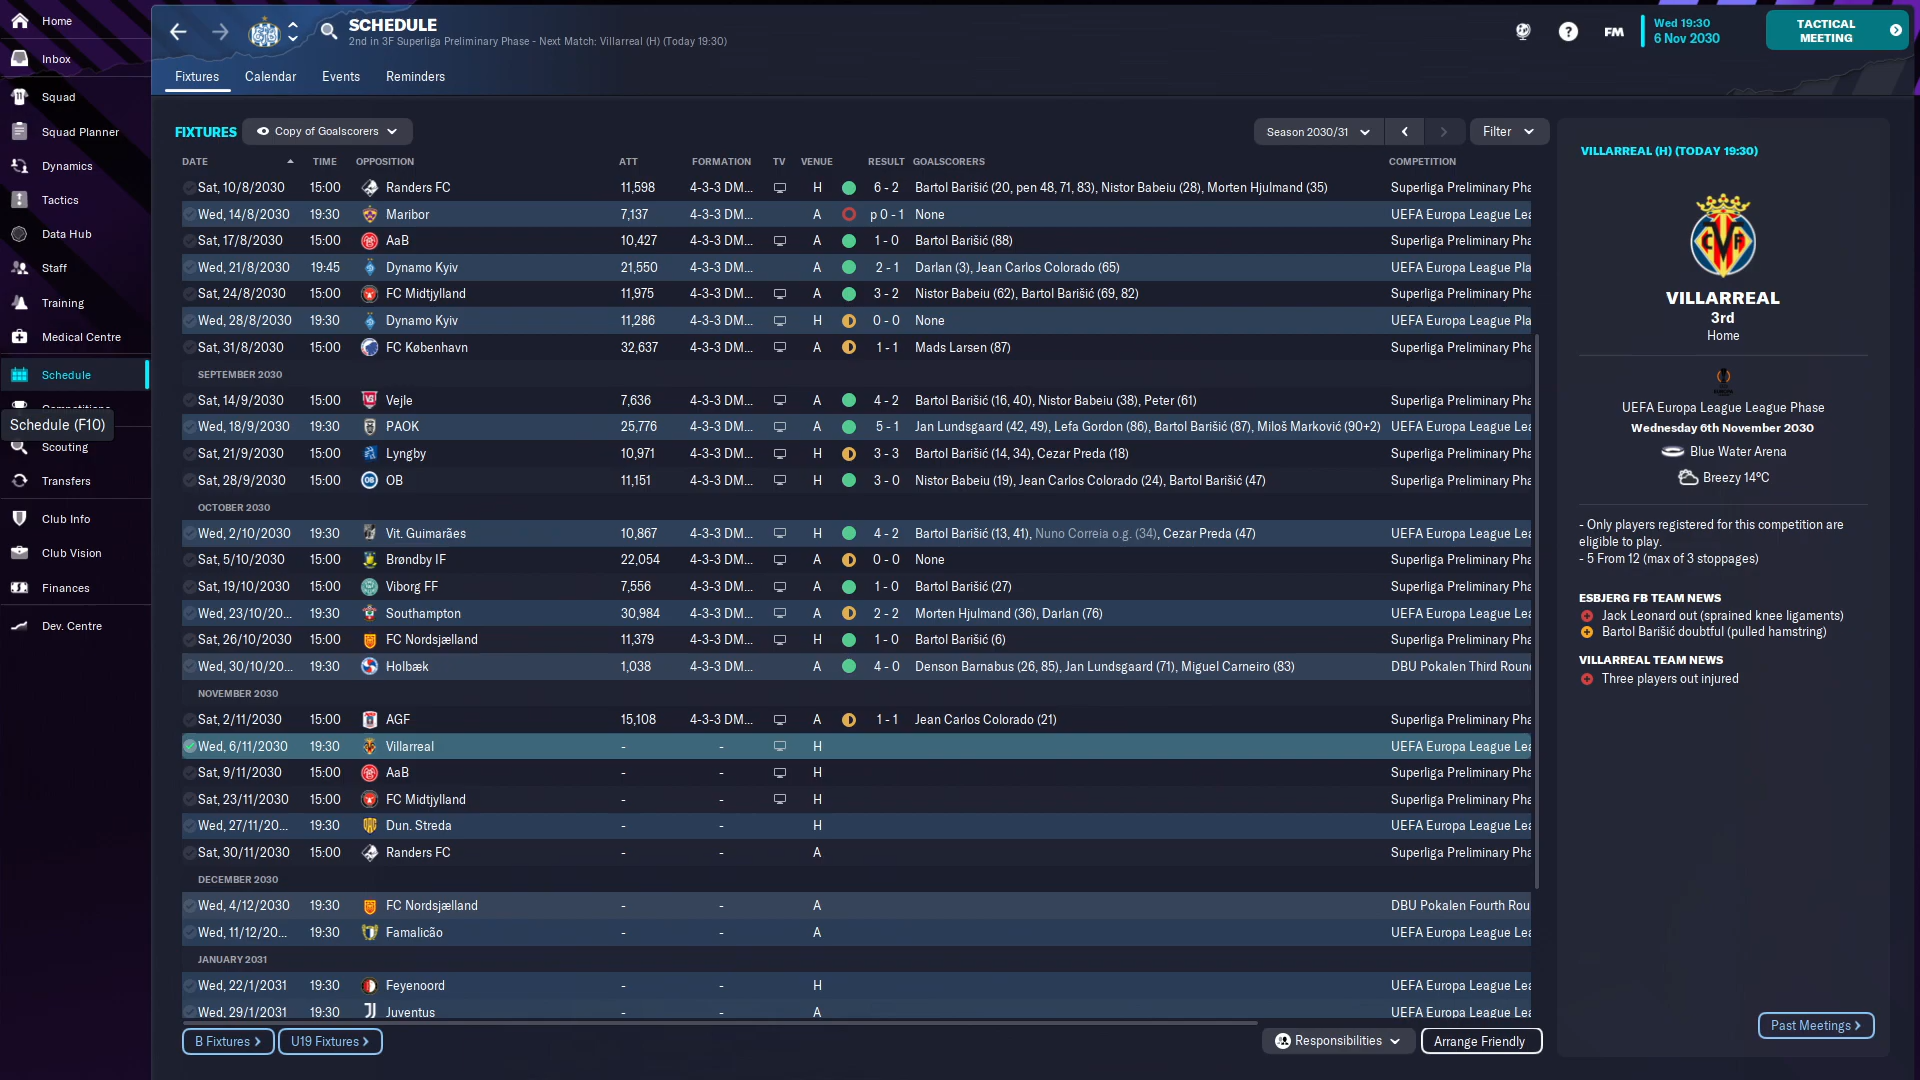 Home
Inbox
Squad
Squad Planner
Dynamics
Tactics
Data Hub
Staff
Training
Medical Centre
Schedule
Schedule (F10)
Scouting
Transfers
Club Info
Club Vision
Finances
Dev. Centre
SCHEDULE
2nd in 3F Superliga Preliminary Phase - Next Match: Villarreal (H) (Today 19:30)
FM
Wed 19:30
6 Nov 2030
TACTICAL MEETING
Fixtures Calendar Events Reminders
FIXTURES Copy of Goalscorers Season 2030/31 Filter
DATE TIME OPPOSITION ATT FORMATION TV VENUE RESULT GOALSCORERS COMPETITION
Sat, 10/8/2030 15:00 Randers FC 11,598 4-3-3 DM... H 6 - 2 Bartol Barišić (20, pen 48, 71, 83), Nistor Babeiu (28), Morten Hjulmand (35) Superliga Preliminary Pha
Wed, 14/8/2030 19:30 Maribor 7,137 4-3-3 DM... A p 0 - 1 None UEFA Europa League Lea
Sat, 17/8/2030 15:00 AaB 10,427 4-3-3 DM... A 1 - 0 Bartol Barišić (88) Superliga Preliminary Pha
Wed, 21/8/2030 19:45 Dynamo Kyiv 21,550 4-3-3 DM... A 2 - 1 Darlan (3), Jean Carlos Colorado (65) UEFA Europa League Pla
Sat, 24/8/2030 15:00 FC Midtjylland 11,975 4-3-3 DM... A 3 - 2 Nistor Babeiu (62), Bartol Barišić (69, 82) Superliga Preliminary Pha
Wed, 28/8/2030 19:30 Dynamo Kyiv 11,286 4-3-3 DM... H 0 - 0 None UEFA Europa League Pla
Sat, 31/8/2030 15:00 FC København 32,637 4-3-3 DM... A 1 - 1 Mads Larsen (87) Superliga Preliminary Pha
SEPTEMBER 2030
Sat, 14/9/2030 15:00 Vejle 7,636 4-3-3 DM... A 4 - 2 Bartol Barišić (16, 40), Nistor Babeiu (38), Peter (61) Superliga Preliminary Pha
Wed, 18/9/2030 19:30 PAOK 25,776 4-3-3 DM... A 5 - 1 Jan Lundsgaard (42, 49), Lefa Gordon (86), Bartol Barišić (87), Miloš Marković (90+2) UEFA Europa League Lea
Sat, 21/9/2030 15:00 Lyngby 10,971 4-3-3 DM... H 3 - 3 Bartol Barišić (14, 34), Cezar Preda (18) Superliga Preliminary Pha
Sat, 28/9/2030 15:00 OB 11,151 4-3-3 DM... H 3 - 0 Nistor Babeiu (19), Jean Carlos Colorado (24), Bartol Barišić (47) Superliga Preliminary Pha
OCTOBER 2030
Wed, 2/10/2030 19:30 Vit. Guimarães 10,867 4-3-3 DM... H 4 - 2 Bartol Barišić (13, 41), Nuno Correia o.g. (34), Cezar Preda (47) UEFA Europa League Lea
Sat, 5/10/2030 15:00 Brøndby IF 22,054 4-3-3 DM... A 0 - 0 None Superliga Preliminary Pha
Sat, 19/10/2030 15:00 Viborg FF 7,556 4-3-3 DM... A 1 - 0 Bartol Barišić (27) Superliga Preliminary Pha
Wed, 23/10/20... 19:30 Southampton 30,984 4-3-3 DM... A 2 - 2 Morten Hjulmand (36), Darlan (76) UEFA Europa League Lea
Sat, 26/10/2030 15:00 FC Nordsjælland 11,379 4-3-3 DM... H 1 - 0 Bartol Barišić (6) Superliga Preliminary Pha
Wed, 30/10/20... 19:30 Holbæk 1,038 4-3-3 DM... A 4 - 0 Denson Barnabus (26, 85), Jan Lundsgaard (71), Miguel Carneiro (83) DBU Pokalen Third Round
NOVEMBER 2030
Sat, 2/11/2030 15:00 AGF 15,108 4-3-3 DM... A 1 - 1 Jean Carlos Colorado (21) Superliga Preliminary Pha
Wed, 6/11/2030 19:30 Villarreal - - H UEFA Europa League Lea
Sat, 9/11/2030 15:00 AaB - - H Superliga Preliminary Pha
Sat, 23/11/2030 15:00 FC Midtjylland - - H Superliga Preliminary Pha
Wed, 27/11/20... 19:30 Dun. Streda - - H UEFA Europa League Lea
Sat, 30/11/2030 15:00 Randers FC - - A Superliga Preliminary Pha
DECEMBER 2030
Wed, 4/12/2030 19:30 FC Nordsjælland - - A DBU Pokalen Fourth Rou
Wed, 11/12/20... 19:30 Famalicão - - A UEFA Europa League Lea
JANUARY 2031
Wed, 22/1/2031 19:30 Feyenoord - - H UEFA Europa League Lea
Wed, 29/1/2031 19:30 Juventus - - A UEFA Europa League Lea
B Fixtures U19 Fixtures Responsibilities Arrange Friendly
VILLARREAL (H) (TODAY 19:30)
VILLARREAL
3rd
Home
UEFA Europa League League Phase
Wednesday 6th November 2030
Blue Water Arena
Breezy 14°C
- Only players registered for this competition are
eligible to play.
- 5 From 12 (max of 3 stoppages)
ESBJERG FB TEAM NEWS
Jack Leonard out (sprained knee ligaments)
Bartol Barišić doubtful (pulled hamstring)
VILLARREAL TEAM NEWS
Three players out injured
Past Meetings